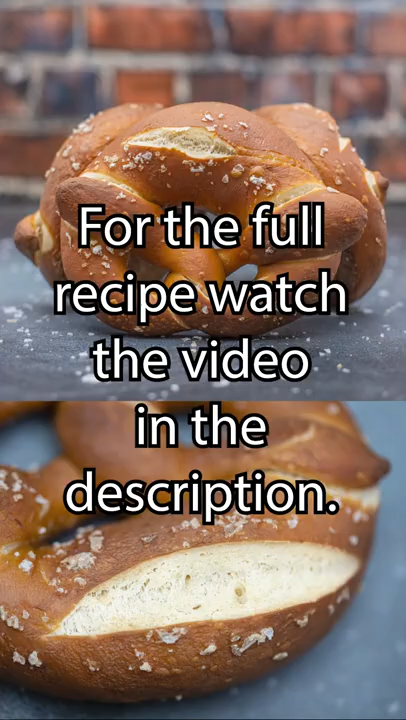 For the full
recipe watch
the video
in the
description.